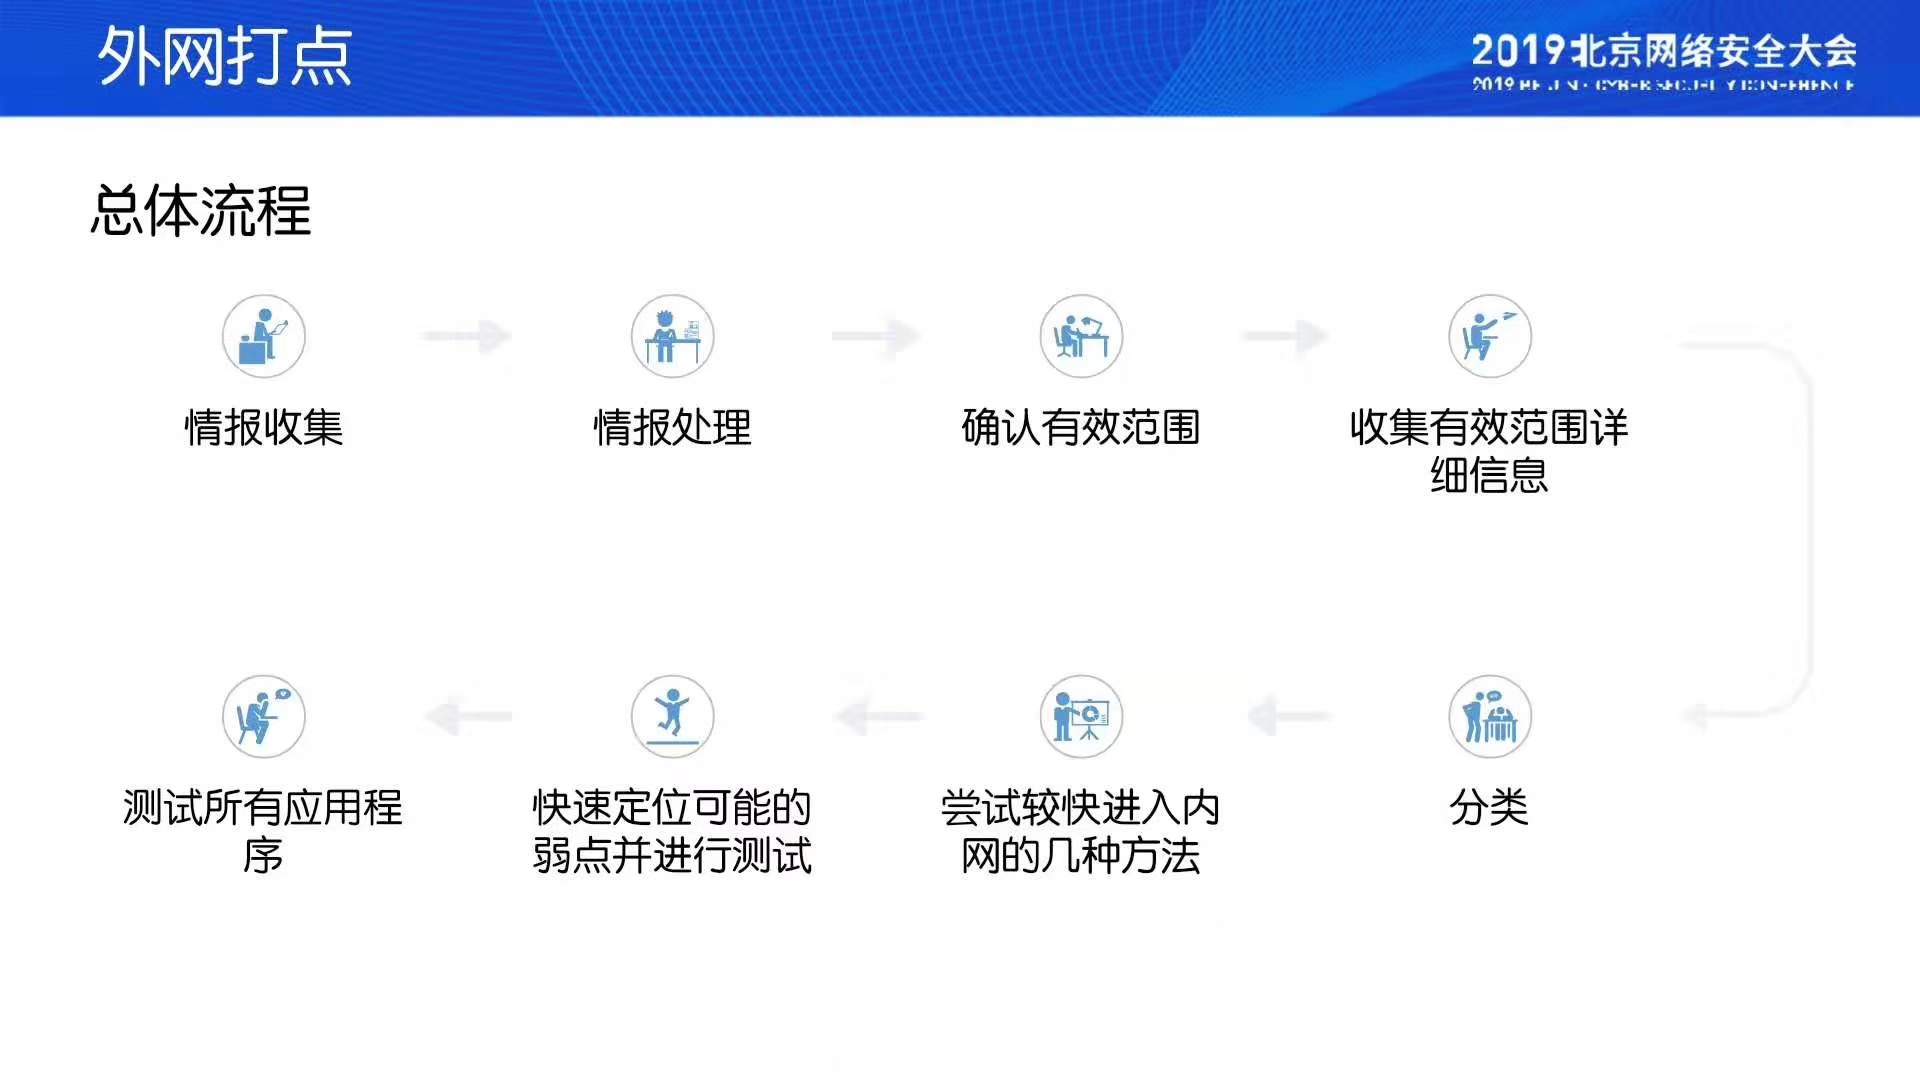 外网打点
2019北京网络安全大会
2019 BEIJING CYBER SECURITY CONFERENCE
总体流程
情报收集
情报处理
确认有效范围
收集有效范围详
细信息
测试所有应用程
序
快速定位可能的
弱点并进行测试
尝试较快进入内
网的几种方法
分类